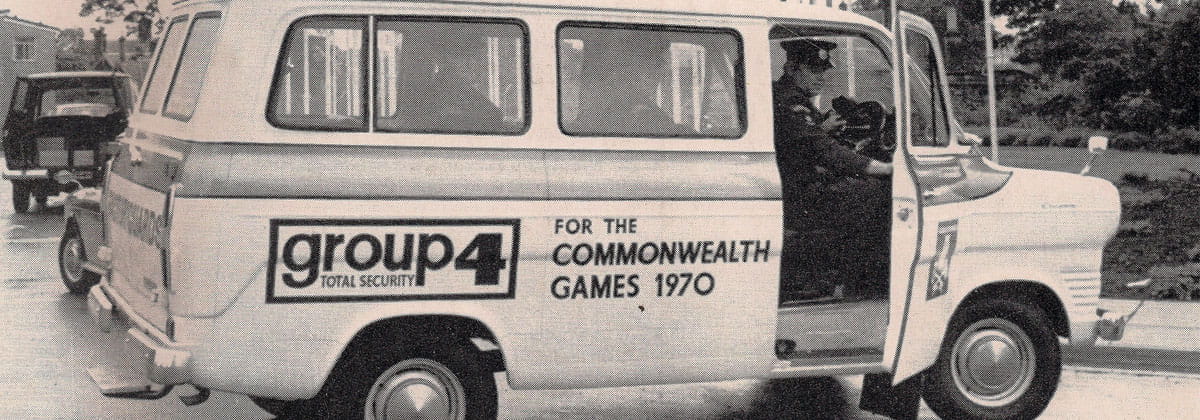 group4
TOTAL SECURITY
FOR THE
COMMONWEALTH
GAMES 1970